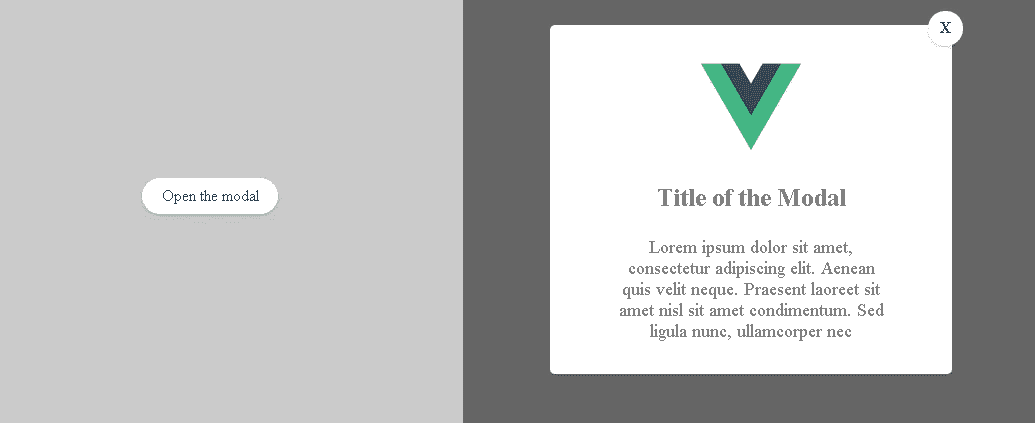 Open the modal
X
Title of the Modal
Lorem ipsum dolor sit amet,
consectetur adipiscing elit. Aenean
quis velit neque. Praesent laoreet sit
amet nisl sit amet condimentum. Sed
ligula nunc, ullamcorper nec